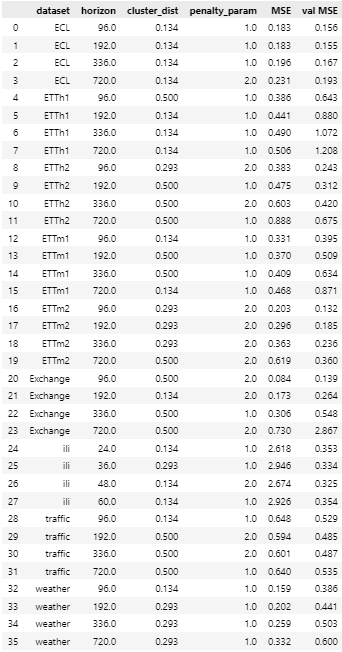 dataset horizon cluster_dist penalty_param MSE val MSE
0 ECL 96.0 0.134 1.0 0.183 0.156
1 ECL 192.0 0.134 1.0 0.183 0.155
2 ECL 336.0 0.134 1.0 0.196 0.167
3 ECL 720.0 0.134 2.0 0.231 0.193
4 ETTh1 96.0 0.500 1.0 0.386 0.643
5 ETTh1 192.0 0.134 1.0 0.441 0.880
6 ETTh1 336.0 0.134 1.0 0.490 1.072
7 ETTh1 720.0 0.134 1.0 0.506 1.208
8 ETTh2 96.0 0.293 2.0 0.383 0.243
9 ETTh2 192.0 0.500 1.0 0.475 0.312
10 ETTh2 336.0 0.500 2.0 0.603 0.420
11 ETTh2 720.0 0.500 1.0 0.888 0.675
12 ETTm1 96.0 0.134 1.0 0.331 0.395
13 ETTm1 192.0 0.500 1.0 0.370 0.509
14 ETTm1 336.0 0.500 1.0 0.409 0.634
15 ETTm1 720.0 0.134 1.0 0.468 0.871
16 ETTm2 96.0 0.293 2.0 0.203 0.132
17 ETTm2 192.0 0.293 2.0 0.296 0.185
18 ETTm2 336.0 0.293 2.0 0.363 0.236
19 ETTm2 720.0 0.500 2.0 0.619 0.360
20 Exchange 96.0 0.500 2.0 0.084 0.139
21 Exchange 192.0 0.134 2.0 0.173 0.264
22 Exchange 336.0 0.500 1.0 0.306 0.548
23 Exchange 720.0 0.500 2.0 0.730 2.867
24 ili 24.0 0.134 1.0 2.618 0.353
25 ili 36.0 0.293 1.0 2.946 0.334
26 ili 48.0 0.134 2.0 2.674 0.325
27 ili 60.0 0.134 1.0 2.926 0.354
28 traffic 96.0 0.134 1.0 0.648 0.529
29 traffic 192.0 0.500 2.0 0.594 0.485
30 traffic 336.0 0.500 2.0 0.601 0.487
31 traffic 720.0 0.500 1.0 0.640 0.535
32 weather 96.0 0.134 1.0 0.159 0.386
33 weather 192.0 0.293 1.0 0.202 0.441
34 weather 336.0 0.293 1.0 0.259 0.503
35 weather 720.0 0.293 1.0 0.332 0.600